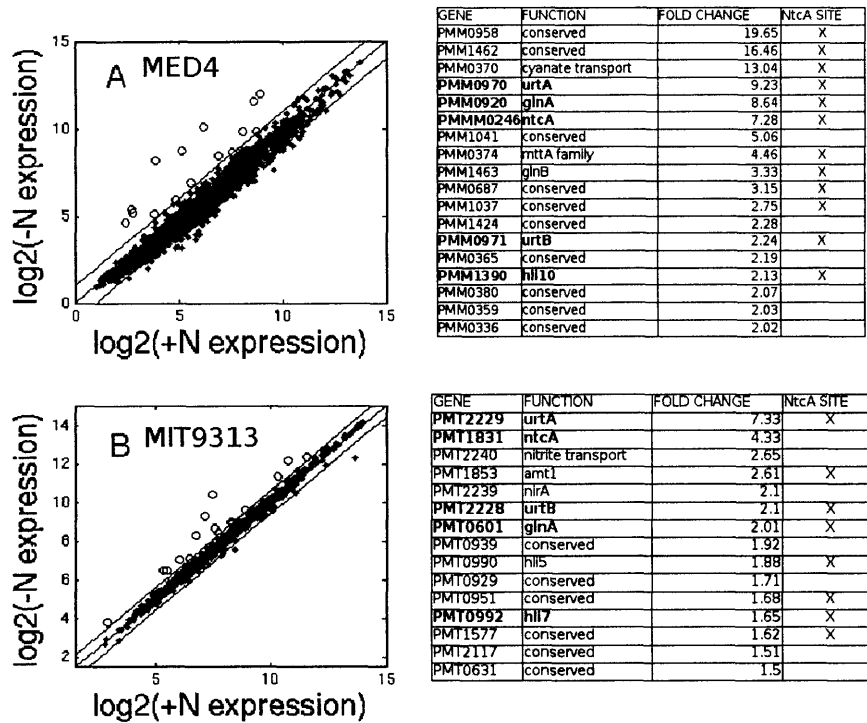 A MED4
15
10
5
0
0 5 10 15
log2(-N expression)
log2(+N expression)
GENE FUNCTION FOLD CHANGE NtcA SITE
PMM0958 conserved 19.65 X
PMM1462 conserved 16.46 X
PMM0370 cyanate transport 13.04 X
PMM0970 urtA 9.23 X
PMM0920 glnA 8.64 X
PMMM0246 ntcA 7.28 X
PMM1041 conserved 5.06
PMM0374 mttA family 4.46 X
PMM1463 glnB 3.33 X
PMM0687 conserved 3.15 X
PMM1037 conserved 2.75 X
PMM1424 conserved 2.28
PMM0971 urtB 2.24 X
PMM0365 conserved 2.19
PMM1390 hli10 2.13 X
PMM0380 conserved 2.07
PMM0359 conserved 2.03
PMM0336 conserved 2.02
B MIT9313
14
12
10
8
6
4
2
5 10 15
log2(-N expression)
log2(+N expression)
GENE FUNCTION FOLD CHANGE NtcA SITE
PMT2229 urtA 7.33 X
PMT1831 ntcA 4.33
PMT2240 nitrite transport 2.65
PMT1853 amt1 2.61 X
PMT2239 nirA 2.1
PMT2228 urtB 2.1 X
PMT0601 glnA 2.01 X
PMT0939 conserved 1.92
PMT0990 hli5 1.88 X
PMT0929 conserved 1.71
PMT0951 conserved 1.68 X
PMT0992 hli7 1.65 X
PMT1577 conserved 1.62 X
PMT2117 conserved 1.51
PMT0631 conserved 1.5